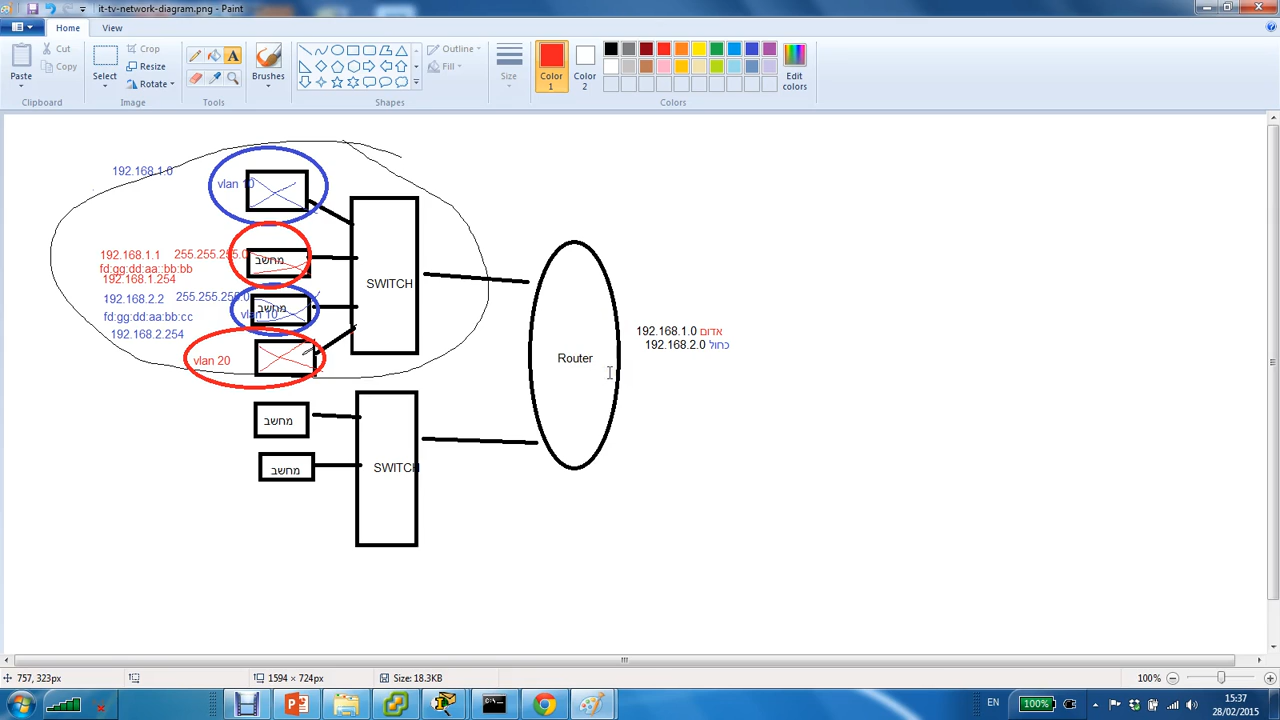 it-tv-network-diagram.png - Paint
Home
View
Paste
Cut
Copy
Clipboard
Select
Crop
Resize
Rotate
Image
Tools
Brushes
Shapes
Outline
Fill
Size
Color 1
Color 2
Edit colors
Colors
192.168.1.0
vlan 10
192.168.1.1 255.255.255.0
מחשב
fd:gg:dd:aa::bb:bb
192.168.1.254
192.168.2.2 255.255.255.0
מחשב
fd:gg:dd:aa:bb:cc
vlan 10
192.168.2.254
vlan 20
SWITCH
Router
192.168.1.0 אדום
192.168.2.0 כחול
מחשב
מחשב
SWITCH
757, 323px
1594 × 724px
Size: 18.3KB
100%
EN
100%
15:37
28/02/2015